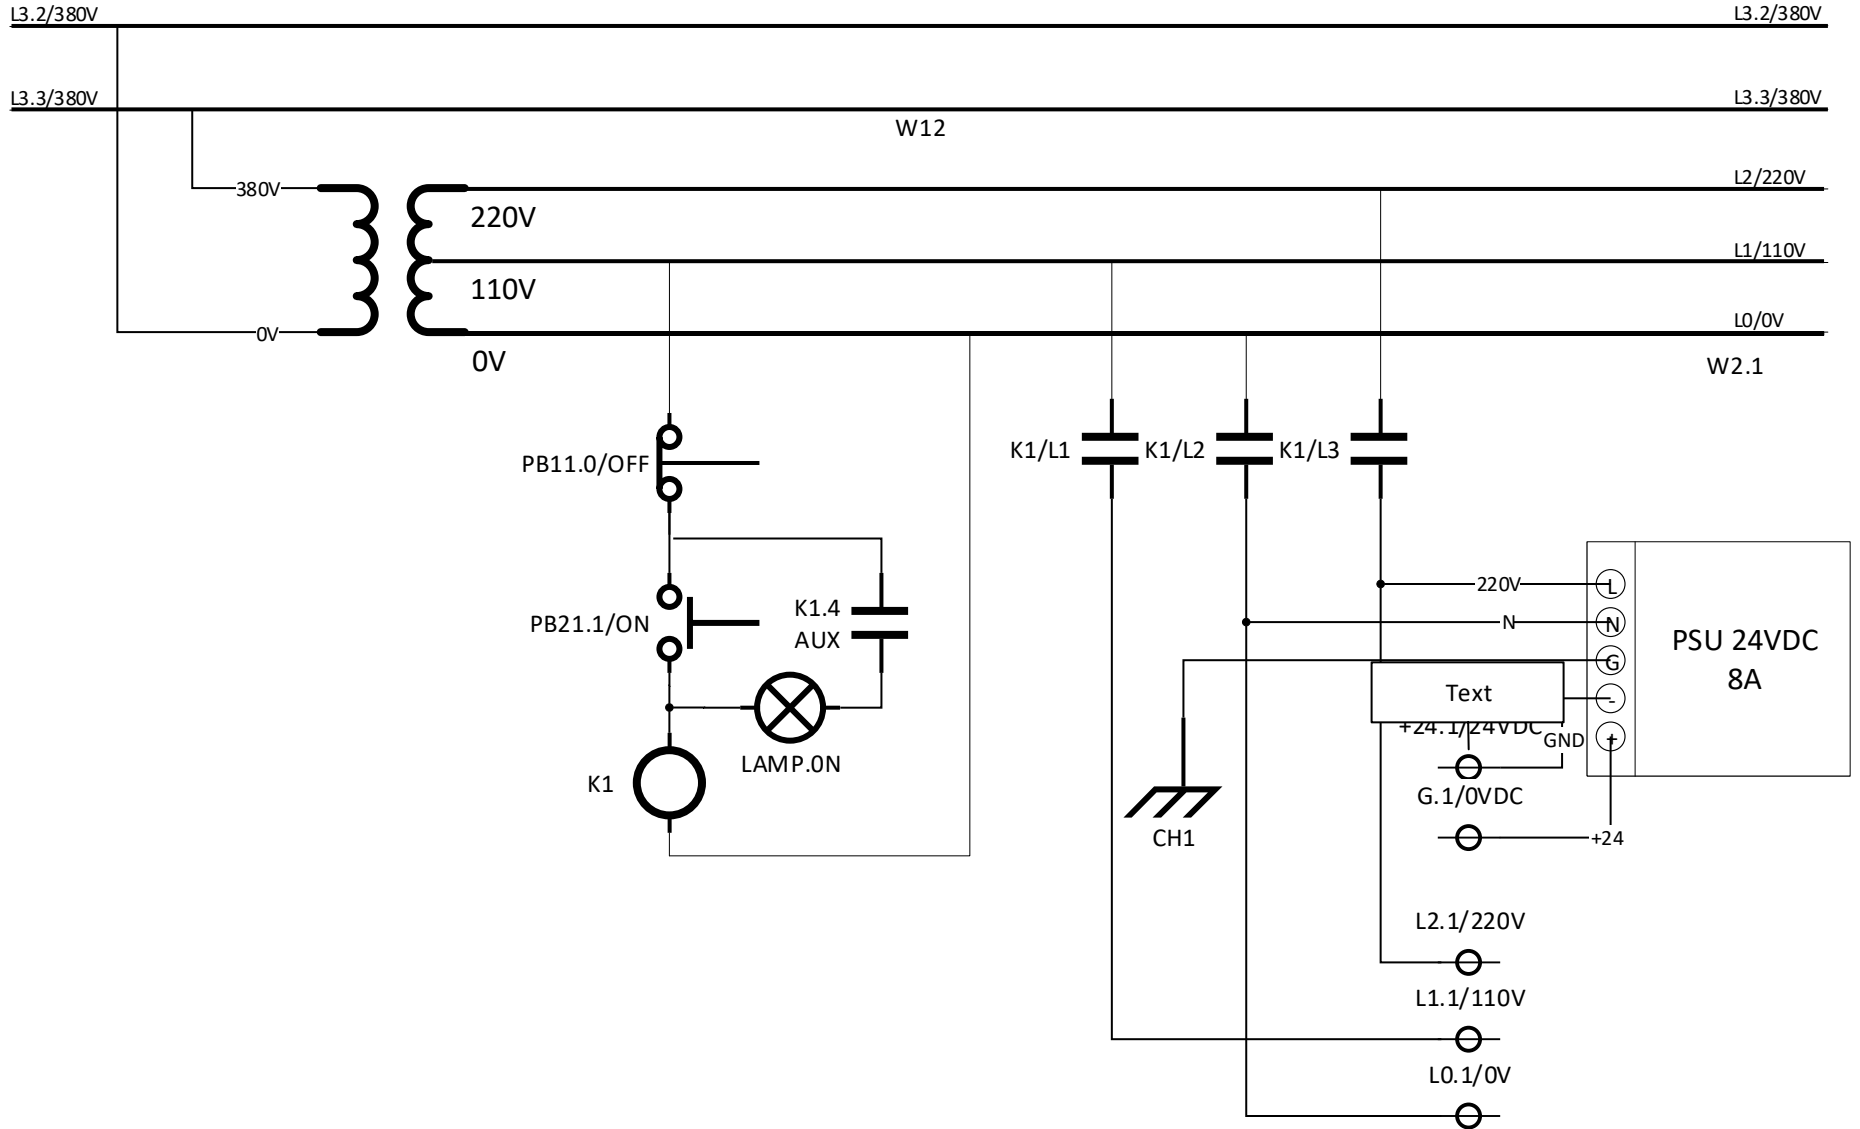 L3.2/380V
L3.2/380V
L3.3/380V
L3.3/380V
W12
380V
L2/220V
220V
L1/110V
110V
0V
L0/0V
0V
W2.1
PB11.0/OFF
K1/L1
K1/L2
K1/L3
PB21.1/ON
K1.4
AUX
LAMP.0N
K1
220V
L
N
N
G
-
+
PSU 24VDC
8A
Text
+24.1/24VDC
GND
G.1/0VDC
+24
CH1
L2.1/220V
L1.1/110V
L0.1/0V